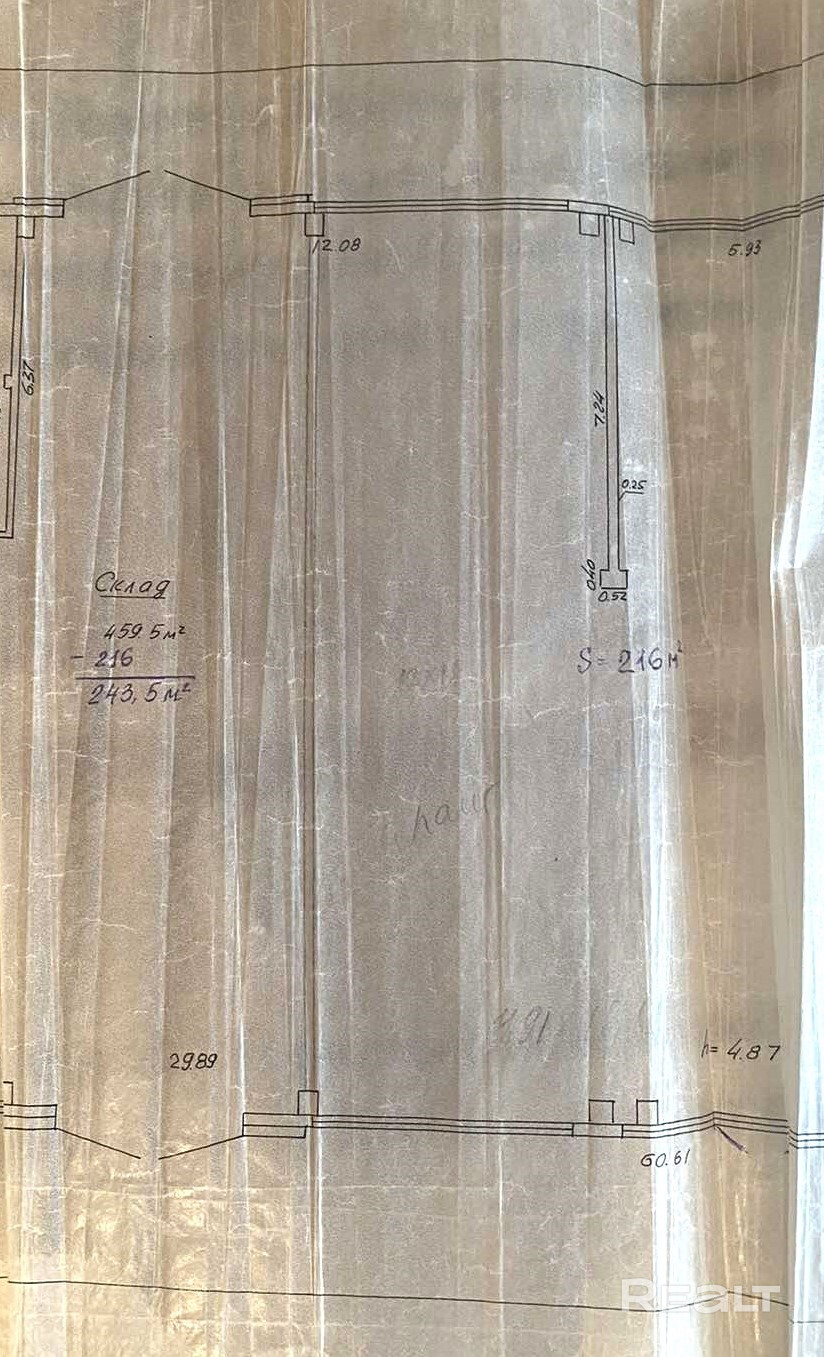 12.08
5.93
6.37
7.24
0.25
0.40
0.52
Склад
459.5 м²
- 216
243,5 м²
S = 216 м²
29.89
h = 4.87
60.61
REALT